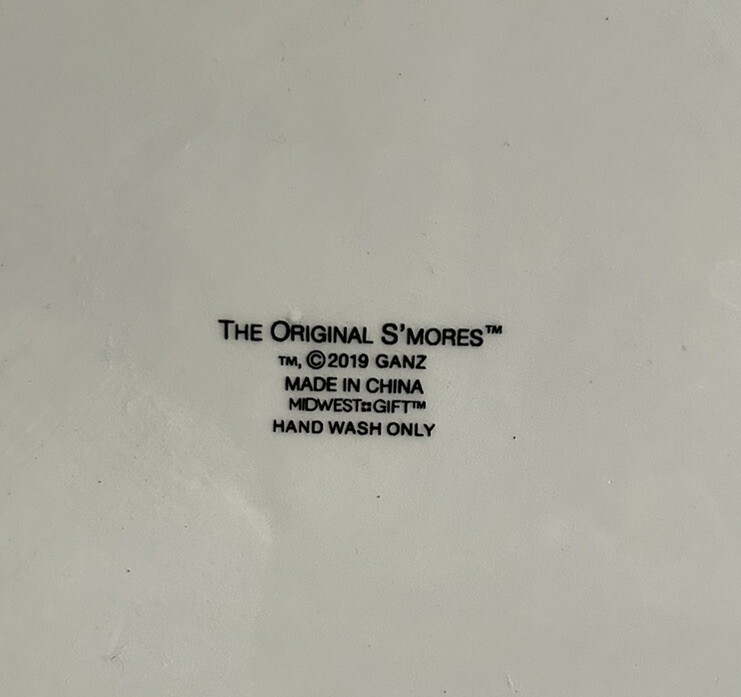 THE ORIGINAL S'MORES™
™, ©2019 GANZ
MADE IN CHINA
MIDWEST¤GIFT™
HAND WASH ONLY